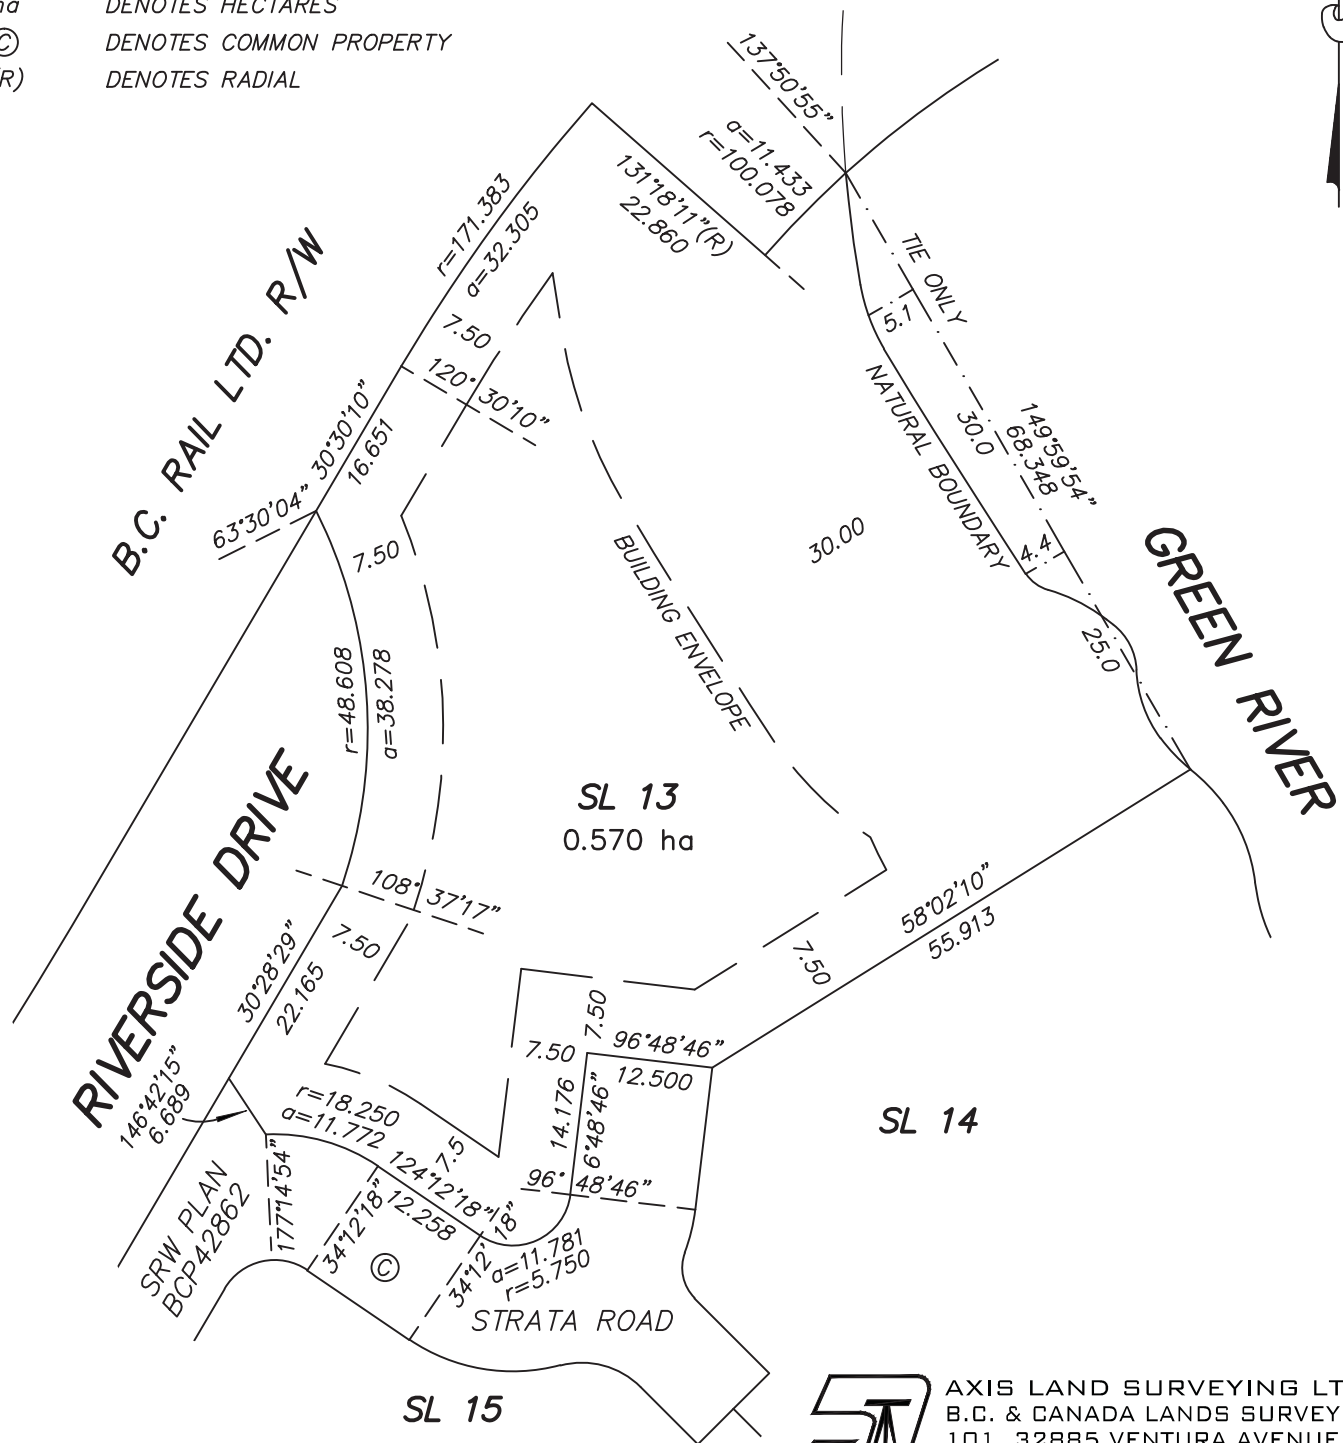 DENOTES HECTARES
Ⓒ DENOTES COMMON PROPERTY
DENOTES RADIAL
137°50'55"
a=11.433
r=100.078
131°18'11"(R)
22.860
r=171.383
a=32.305
B.C. RAIL LTD. R/W
7.50
120° 30'10"
30°30'10"
16.651
63°30'04"
7.50
TIE ONLY
5.1
NATURAL BOUNDARY
30.0
149°59'54"
68.348
4.4
25.0
GREEN RIVER
30.00
BUILDING ENVELOPE
r=48.608
a=38.278
SL 13
0.570 ha
RIVERSIDE DRIVE
108° 37'17"
7.50
30°28'29"
22.165
58°02'10"
55.913
7.50
7.50
7.50
96°48'46"
12.500
14.176
6°48'46"
146°42'15"
6.689
r=18.250
a=11.772
7.5
124°12'18"
12.258
96° 48'46"
SL 14
177°14'54"
34°12'18"
34°12' 18"
a=11.781
r=5.750
SRW PLAN
BCP42862
Ⓒ
STRATA ROAD
SL 15
AXIS LAND SURVEYING LT
B.C. & CANADA LANDS SURVEY
101, 32885 VENTURA AVENUE